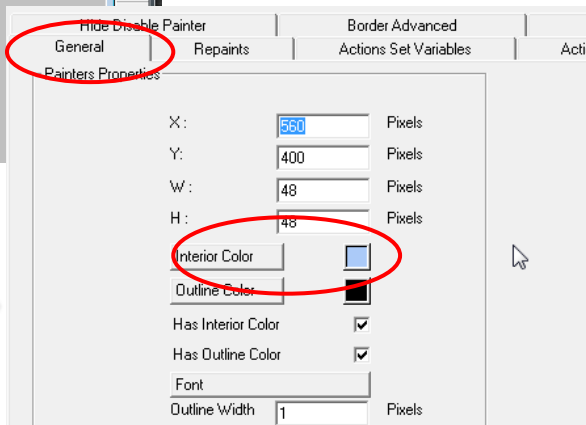 Hide Disable Painter Border Advanced
General Repaints Actions Set Variables Acti
Painters Properties
X : 560 Pixels
Y: 400 Pixels
W : 48 Pixels
H : 48 Pixels
Interior Color
Outline Color
Has Interior Color
Has Outline Color
Font
Outline Width 1 Pixels